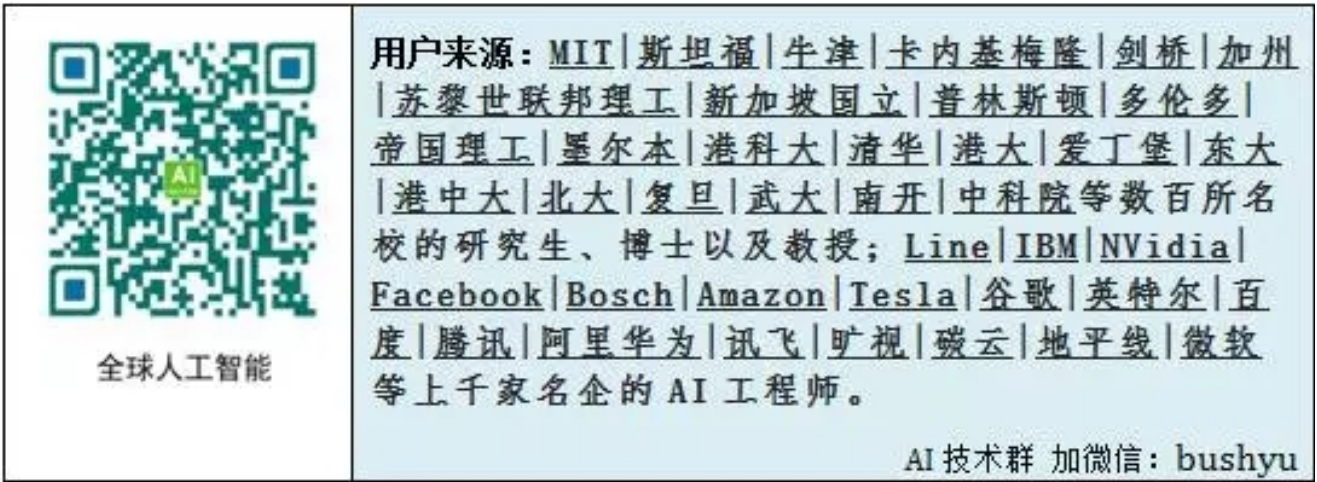 AI
全球人工智能
用户来源：MIT|斯坦福|牛津|卡内基梅隆|剑桥|加州
|苏黎世联邦理工|新加坡国立|普林斯顿|多伦多|
帝国理工|墨尔本|港科大|清华|港大|爱丁堡|东大
|港中大|北大|复旦|武大|南开|中科院等数百所名
校的研究生、博士以及教授；Line|IBM|NVidia|
Facebook|Bosch|Amazon|Tesla|谷歌|英特尔|百
度|腾讯|阿里华为|讯飞|旷视|碳云|地平线|微软
等上千家名企的 AI 工程师。
AI 技术群 加微信：bushyu